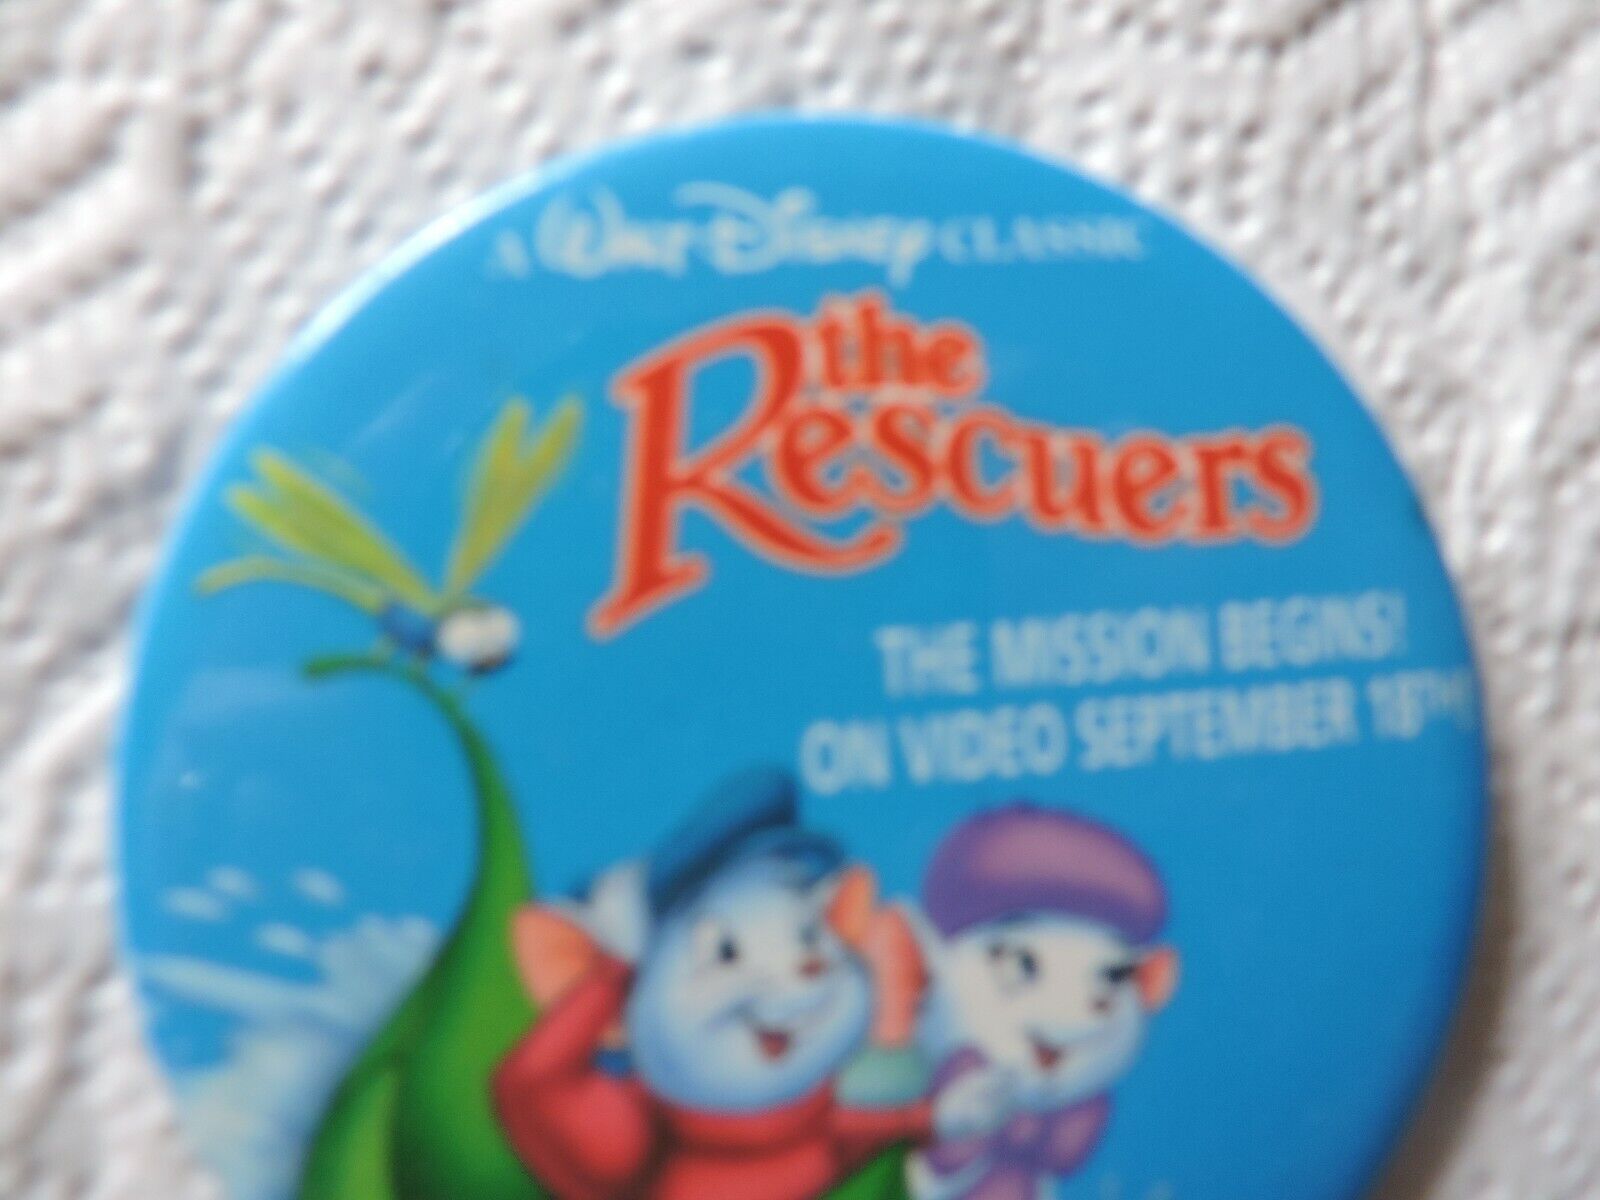 A WALT DISNEY CLASSIC
the
Rescuers
THE MISSION BEGINS!
ON VIDEO SEPTEMBER 18TH!